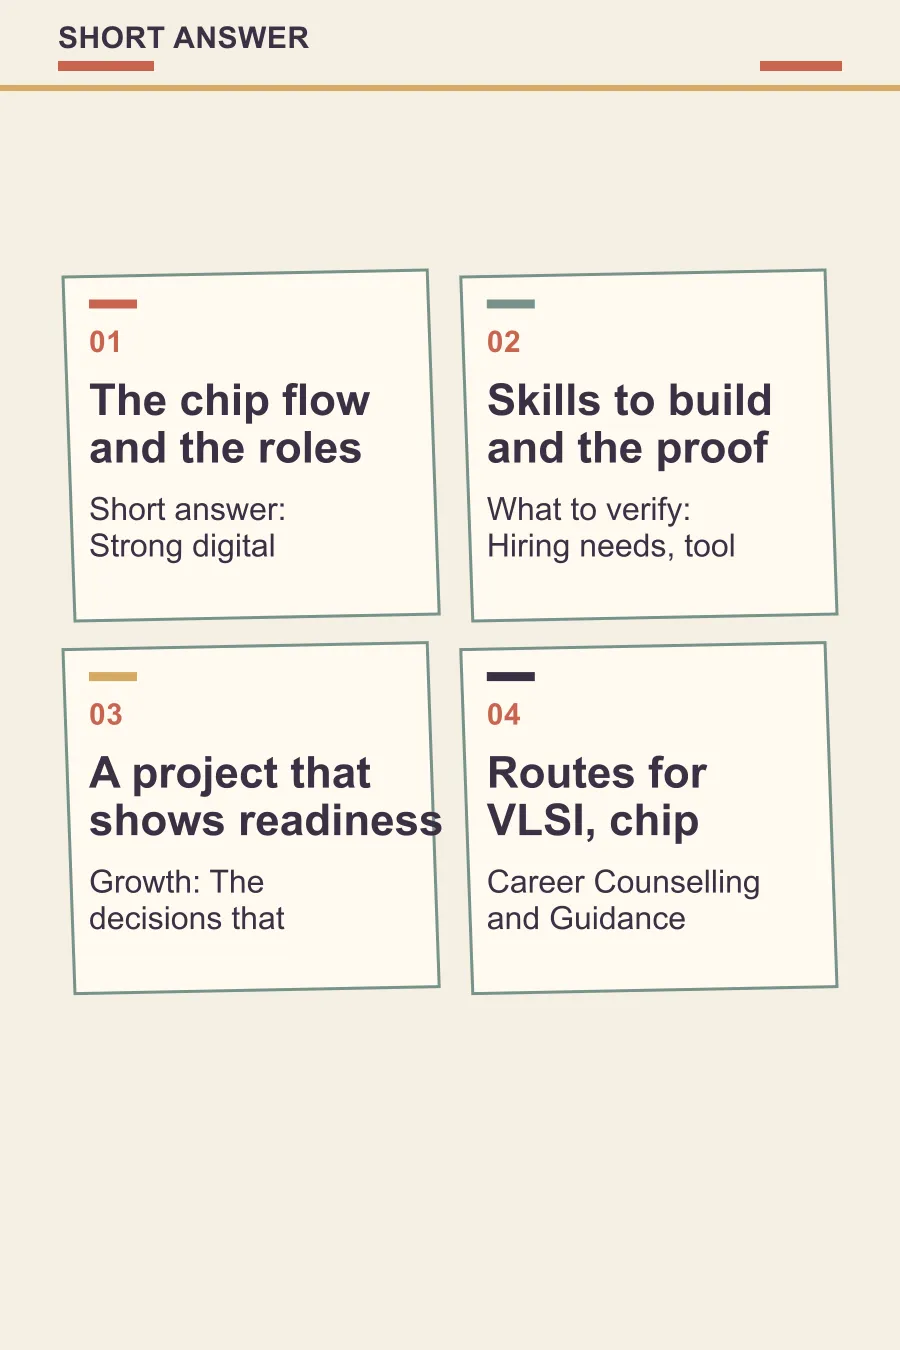 SHORT ANSWER
01
The chip flow
and the roles
Short answer:
Strong digital
02
Skills to build
and the proof
What to verify:
Hiring needs, tool
03
A project that
shows readiness
Growth: The
decisions that
04
Routes for
VLSI, chip
Career Counselling
and Guidance